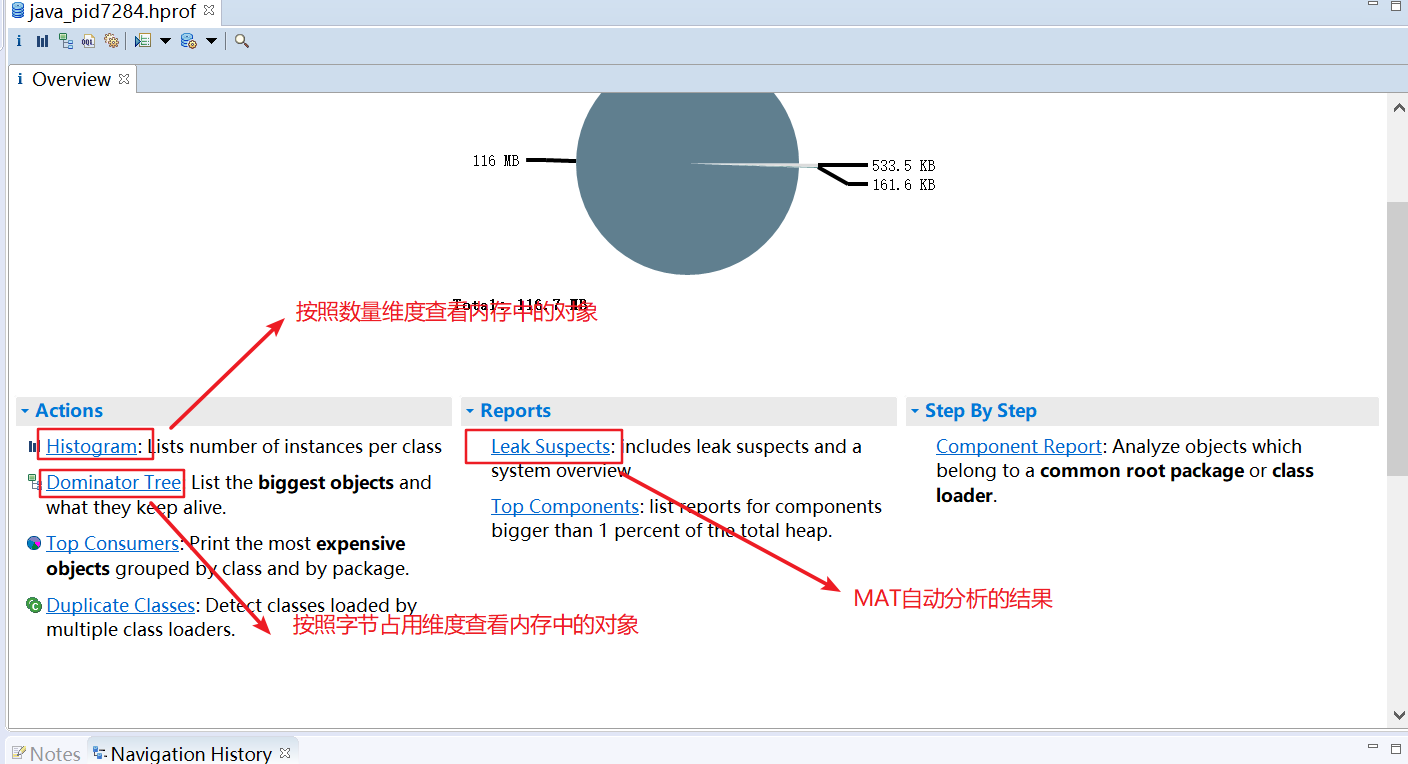 java_pid7284.hprof
OQL
i Overview
116 MB
533.5 KB
161.6 KB
Total: 116.7 MB
按照数量维度查看内存中的对象
Actions
Histogram: Lists number of instances per class
Dominator Tree: List the biggest objects and
what they keep alive.
Top Consumers: Print the most expensive
objects grouped by class and by package.
Duplicate Classes: Detect classes loaded by
multiple class loaders.
按照字节占用维度查看内存中的对象
Reports
Leak Suspects: includes leak suspects and a
system overview
Top Components: list reports for components
bigger than 1 percent of the total heap.
MAT自动分析的结果
Step By Step
Component Report: Analyze objects which
belong to a common root package or class
loader.
Notes
Navigation History